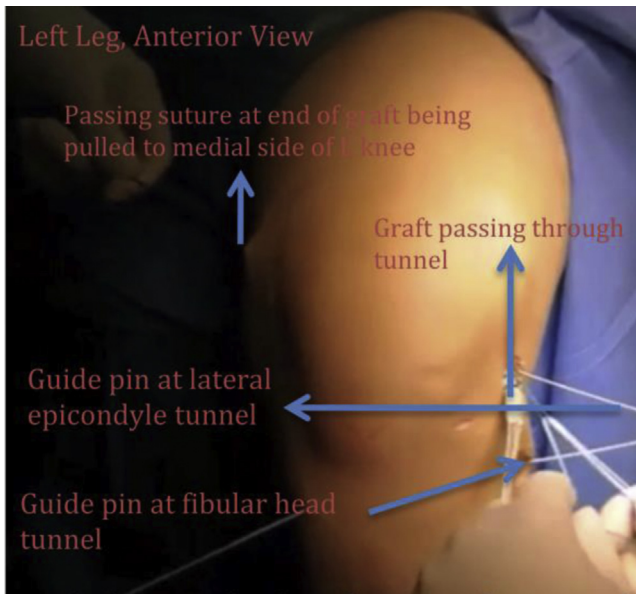 Left Leg, Anterior View
Passing suture at end of graft being
pulled to medial side of L knee
Graft passing through
tunnel
Guide pin at lateral
epicondyle tunnel
Guide pin at fibular head
tunnel